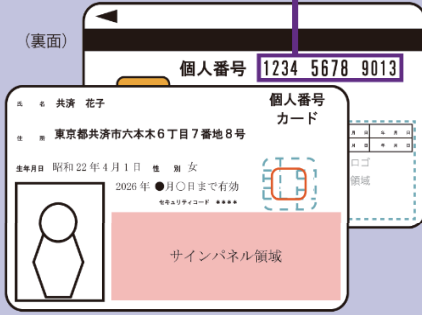 （裏面）
個人番号 1234 5678 9013
氏 名 共済 花子
個人番号
カード
住 所 東京都共済市六本木６丁目７番地８号
生年月日 昭和22年４月１日 性 別 女
2026年 ●月〇日まで有効
セキュリティコード ＊＊＊＊
サインパネル領域
ロゴ
領域